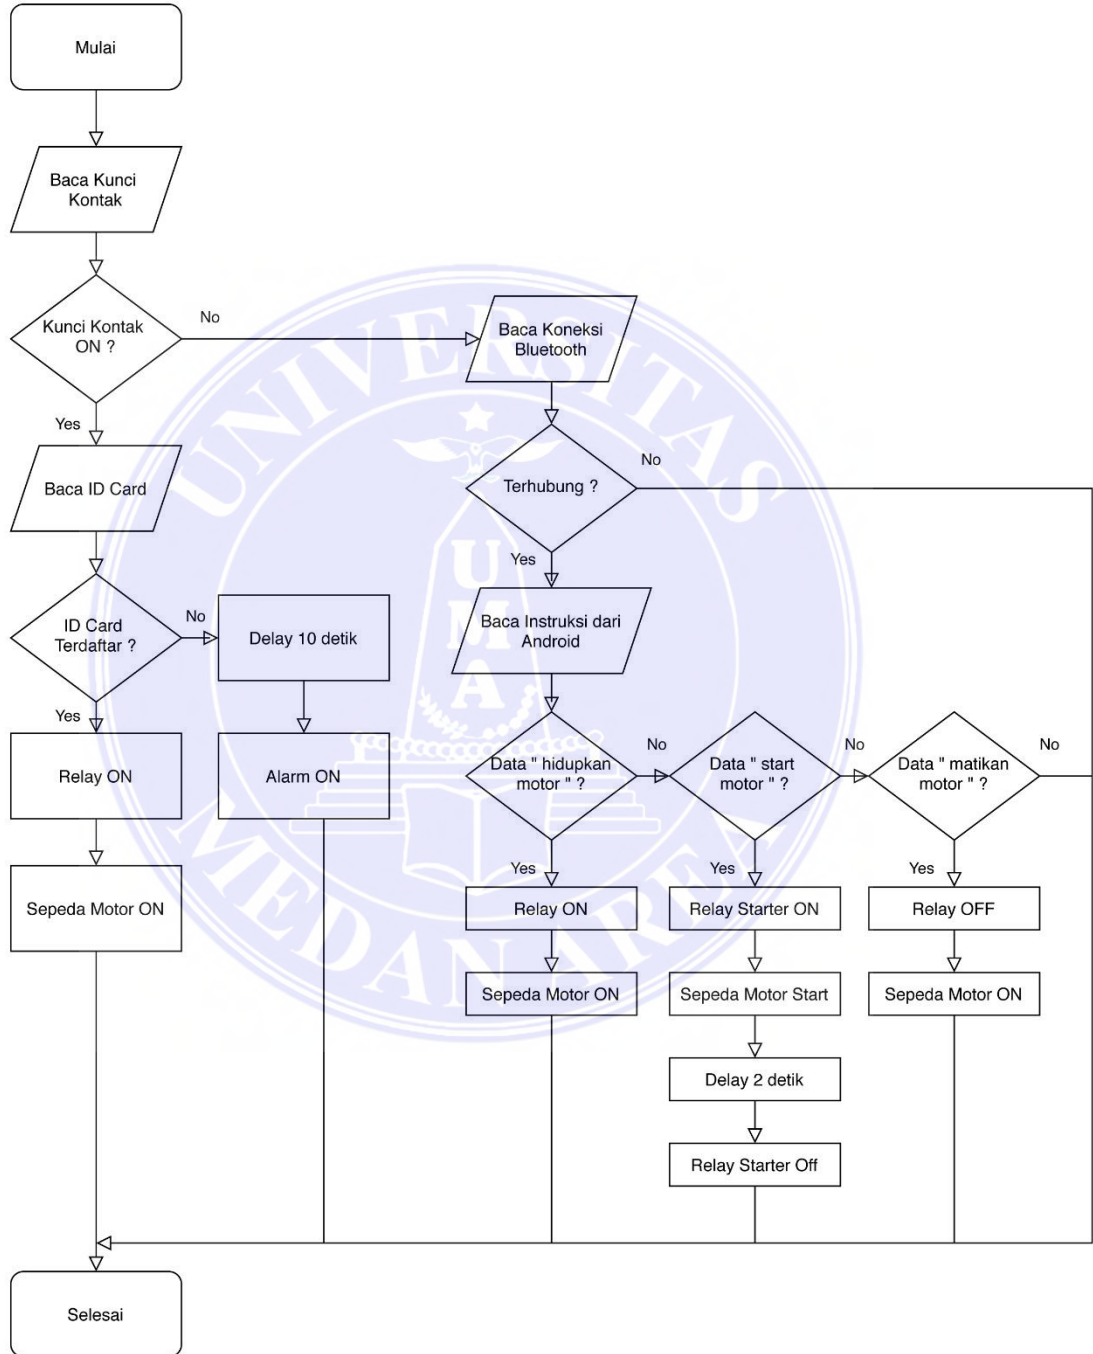 Mulai
Baca Kunci
Kontak
Kunci Kontak
ON ?
No
Yes
Baca Koneksi
Bluetooth
Terhubung ?
No
Yes
Baca ID Card
ID Card
Terdaftar ?
No
Yes
Delay 10 detik
Alarm ON
Relay ON
Sepeda Motor ON
Baca Instruksi dari
Android
Data " hidupkan
motor " ?
No
Data " start
motor " ?
No
Data " matikan
motor " ?
No
Yes
Yes
Yes
Relay ON
Relay Starter ON
Relay OFF
Sepeda Motor ON
Sepeda Motor Start
Sepeda Motor ON
Delay 2 detik
Relay Starter Off
Selesai
UNIVERSITAS
MEDAN AREA
U
M
A